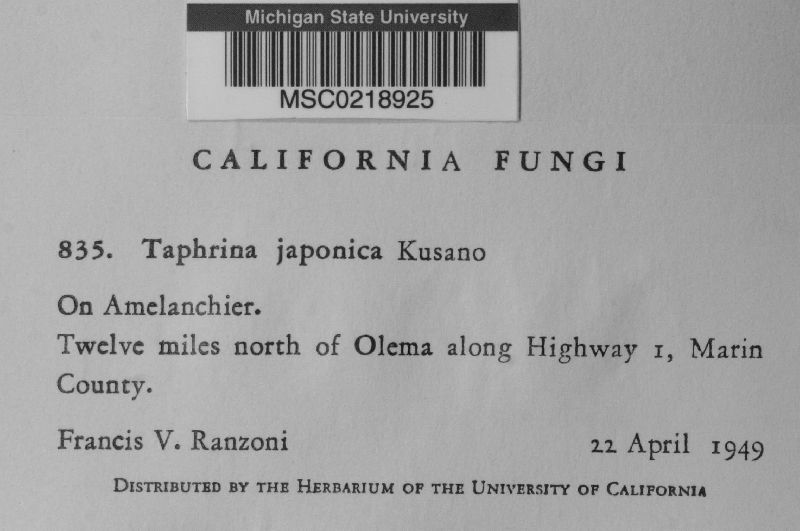 Michigan State University
MSC0218925
CALIFORNIA FUNGI
835. Taphrina japonica Kusano
On Amelanchier.
Twelve miles north of Olema along Highway 1, Marin
County.
Francis V. Ranzoni 22 April 1949
Distributed by the Herbarium of the University of California